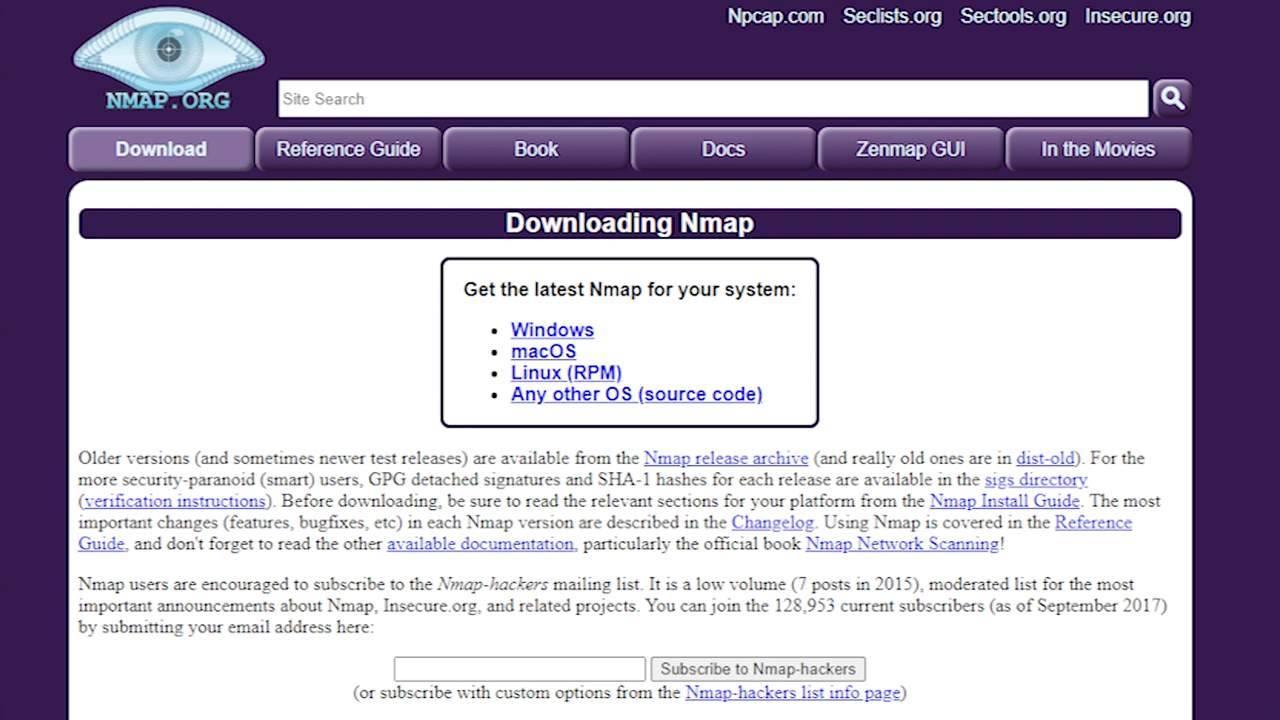 Npcap.com Seclists.org Sectools.org Insecure.org
NMAP.ORG
Site Search
Download Reference Guide Book Docs Zenmap GUI In the Movies
Downloading Nmap
Get the latest Nmap for your system:
• Windows
• macOS
• Linux (RPM)
• Any other OS (source code)
Older versions (and sometimes newer test releases) are available from the Nmap release archive (and really old ones are in dist-old). For the
more security-paranoid (smart) users, GPG detached signatures and SHA-1 hashes for each release are available in the sigs directory
(verification instructions). Before downloading, be sure to read the relevant sections for your platform from the Nmap Install Guide. The most
important changes (features, bugfixes, etc) in each Nmap version are described in the Changelog. Using Nmap is covered in the Reference
Guide, and don't forget to read the other available documentation, particularly the official book Nmap Network Scanning!
Nmap users are encouraged to subscribe to the Nmap-hackers mailing list. It is a low volume (7 posts in 2015), moderated list for the most
important announcements about Nmap, Insecure.org, and related projects. You can join the 128,953 current subscribers (as of September 2017)
by submitting your email address here:
Subscribe to Nmap-hackers
(or subscribe with custom options from the Nmap-hackers list info page)